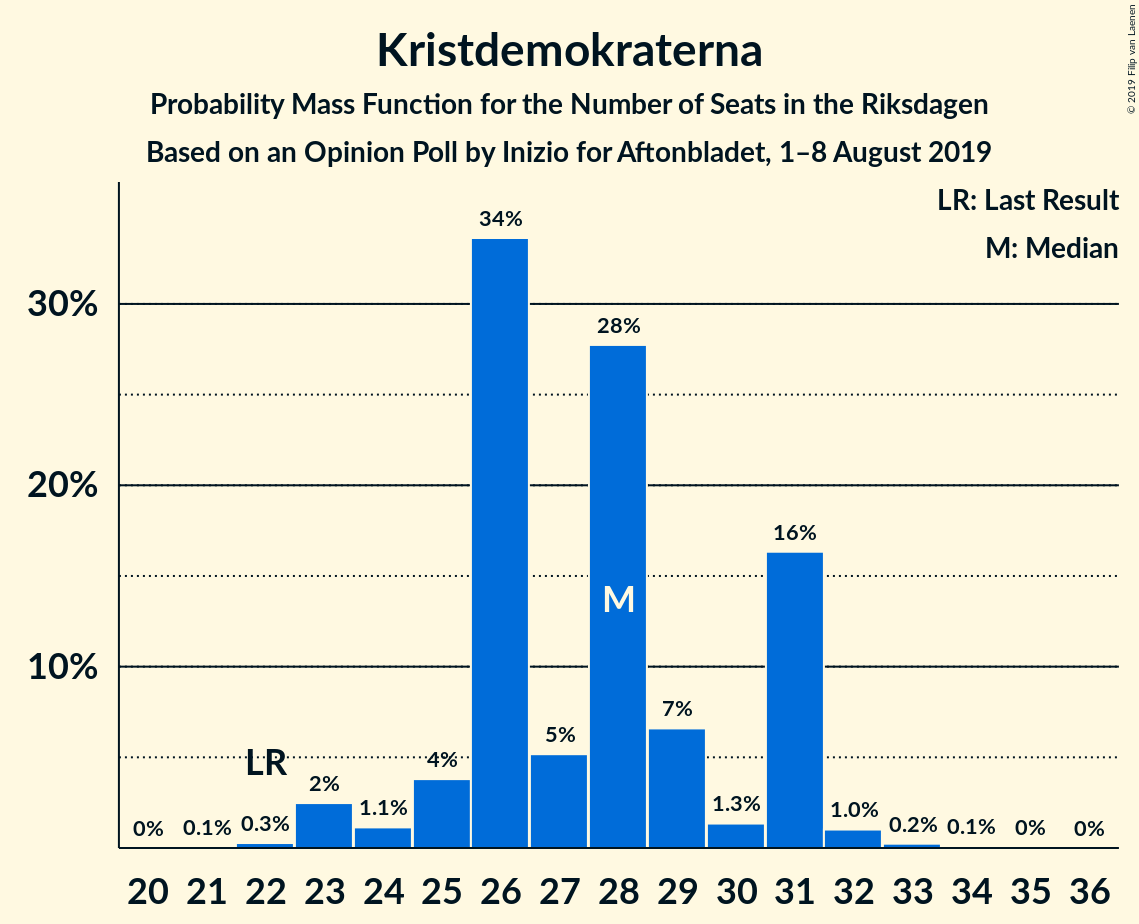 Kristdemokraterna
Probability Mass Function for the Number of Seats in the Riksdagen
Based on an Opinion Poll by Inizio for Aftonbladet, 1–8 August 2019
© 2019 Filip van Laenen
LR: Last Result
M: Median
34%
30%
28%
20%
16%
M
10%
7%
5%
LR
4%
2%
1.1%
1.3%
1.0%
0%
0.1%
0.3%
0.2%
0.1%
0%
0%
20 21 22 23 24 25 26 27 28 29 30 31 32 33 34 35 36